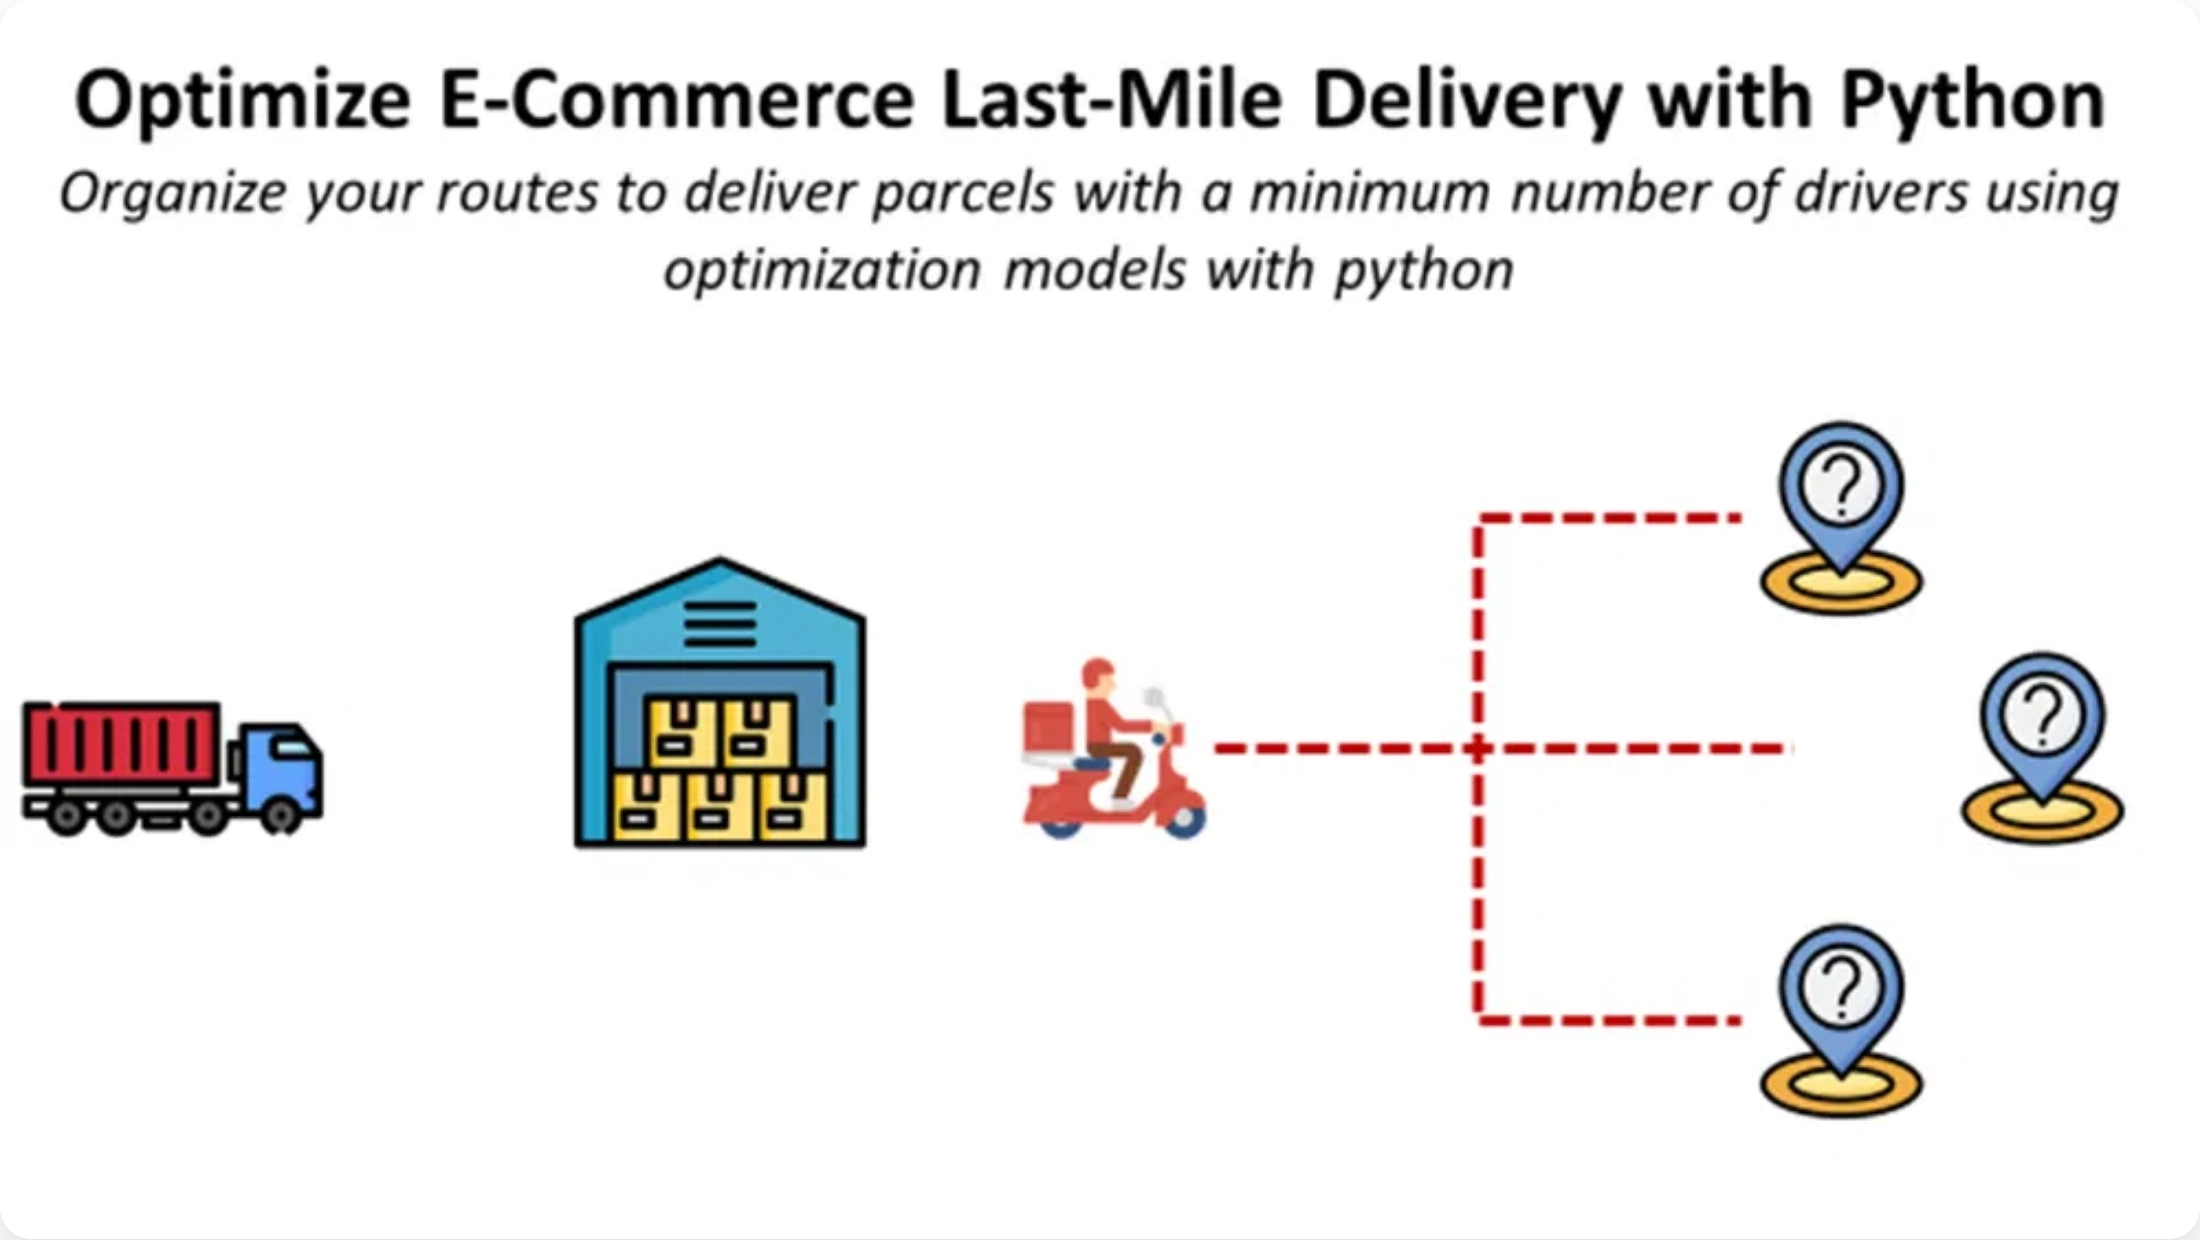 Optimize E-Commerce Last-Mile Delivery with Python
Organize your routes to deliver parcels with a minimum number of drivers using
optimization models with python
?
?
?